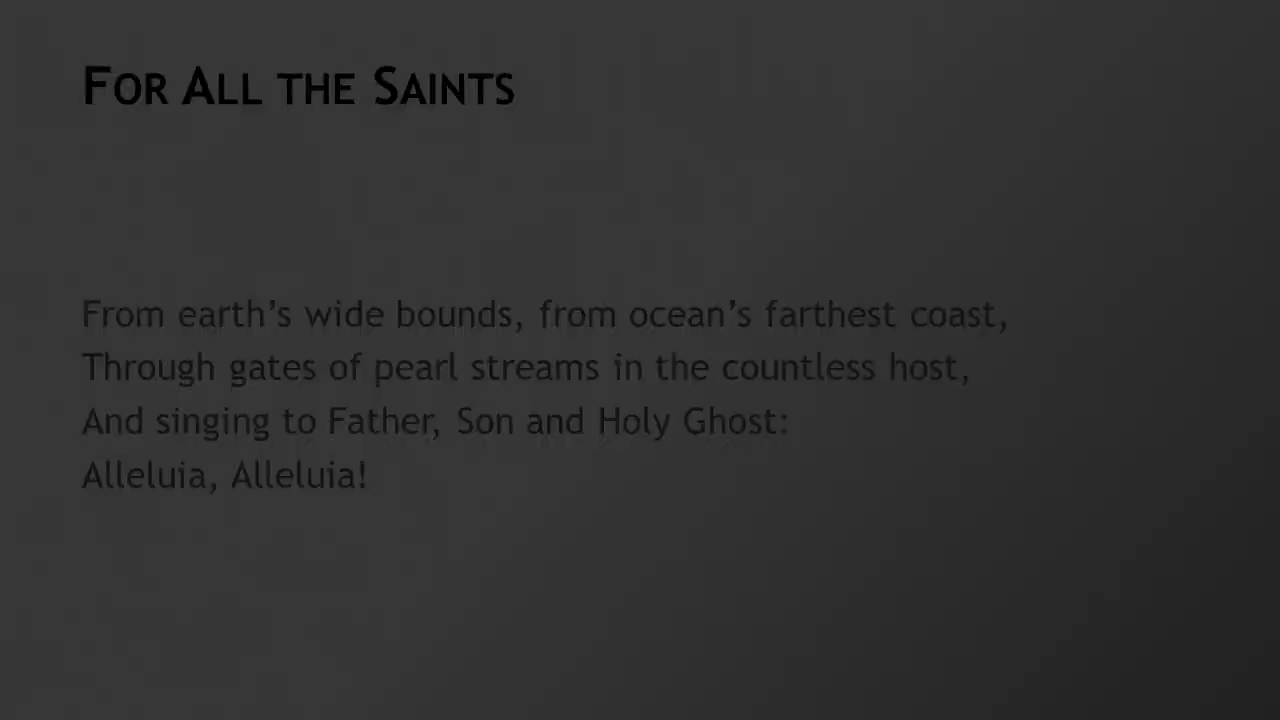 For All the Saints
From earth’s wide bounds, from ocean’s farthest coast,
Through gates of pearl streams in the countless host,
And singing to Father, Son and Holy Ghost:
Alleluia, Alleluia!